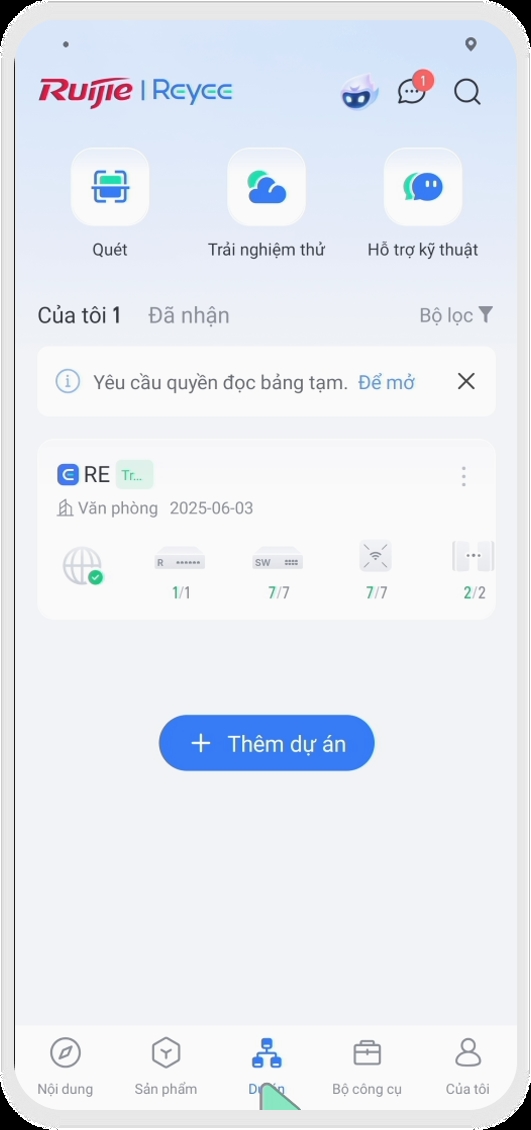 1
Ruijie | Reyee
Quét
Trải nghiệm thử
Hỗ trợ kỹ thuật
Của tôi 1
Đã nhận
Bộ lọc
Yêu cầu quyền đọc bảng tạm. Để mở
RE Tr...
Văn phòng 2025-06-03
R SW
1/1 7/7 7/7 2/2
+ Thêm dự án
Nội dung
Sản phẩm
Bộ công cụ
Của tôi